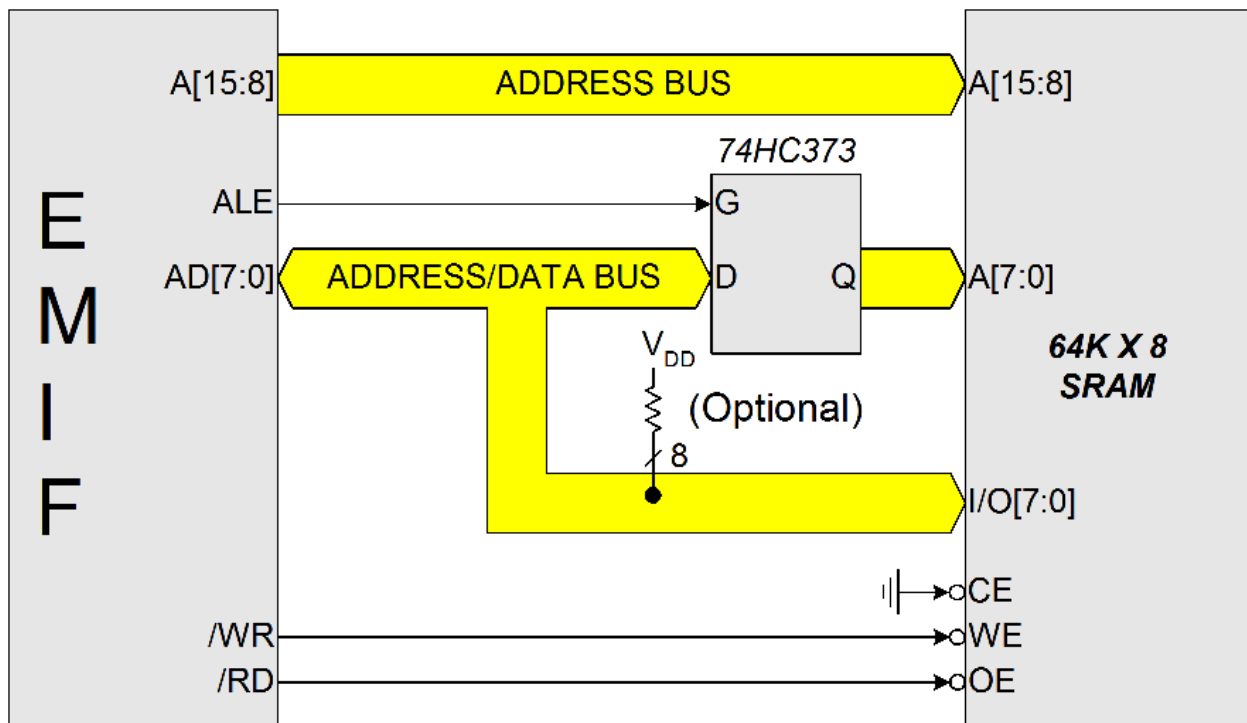 A[15:8] ADDRESS BUS A[15:8]
74HC373
ALE G
AD[7:0] ADDRESS/DATA BUS D Q A[7:0]
E
M
I
F
VDD
64K X 8
SRAM
(Optional)
8
I/O[7:0]
CE
/WR WE
/RD OE